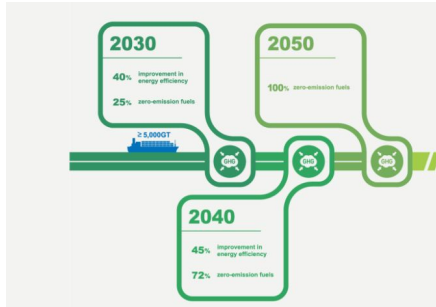 2030
40% improvement in
energy efficiency
25% zero-emission fuels
2050
100% zero-emission fuels
≥ 5,000GT
GHG
GHG
GHG
2040
45% improvement in
energy efficiency
72% zero-emission fuels